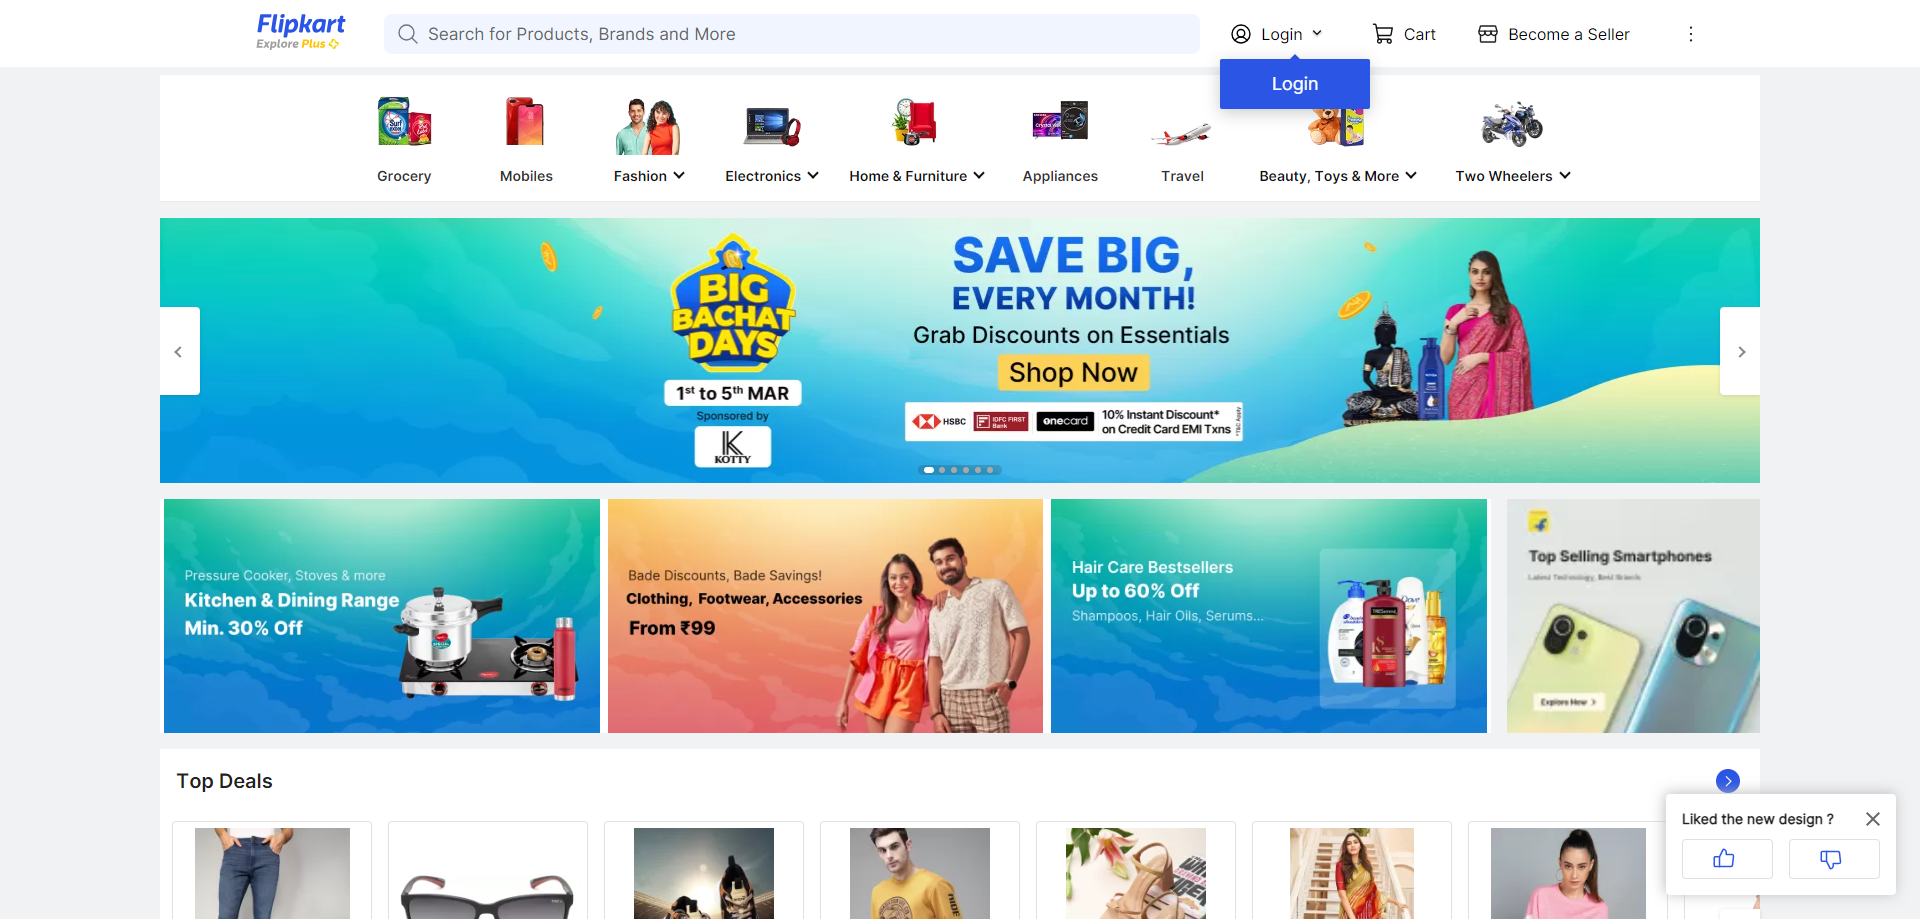 Flipkart
Explore Plus
Search for Products, Brands and More
Login
Cart
Become a Seller
Login
Grocery
Mobiles
Fashion
Electronics
Home & Furniture
Appliances
Travel
Beauty, Toys & More
Two Wheelers
BIG
BACHAT
DAYS
1st to 5th MAR
Sponsored by
K
KOTTY
SAVE BIG,
EVERY MONTH!
Grab Discounts on Essentials
Shop Now
HSBC
IDFC FIRST
Bank
onecard
10% Instant Discount*
on Credit Card EMI Txns
*T&C Apply
Pressure Cooker, Stoves & more
Kitchen & Dining Range
Min. 30% Off
Bade Discounts, Bade Savings!
Clothing, Footwear, Accessories
From ₹99
Hair Care Bestsellers
Up to 60% Off
Shampoos, Hair Oils, Serums...
Dove
Top Selling Smartphones
Latest Technology, Best Brands
Explore Now
Top Deals
Liked the new design ?